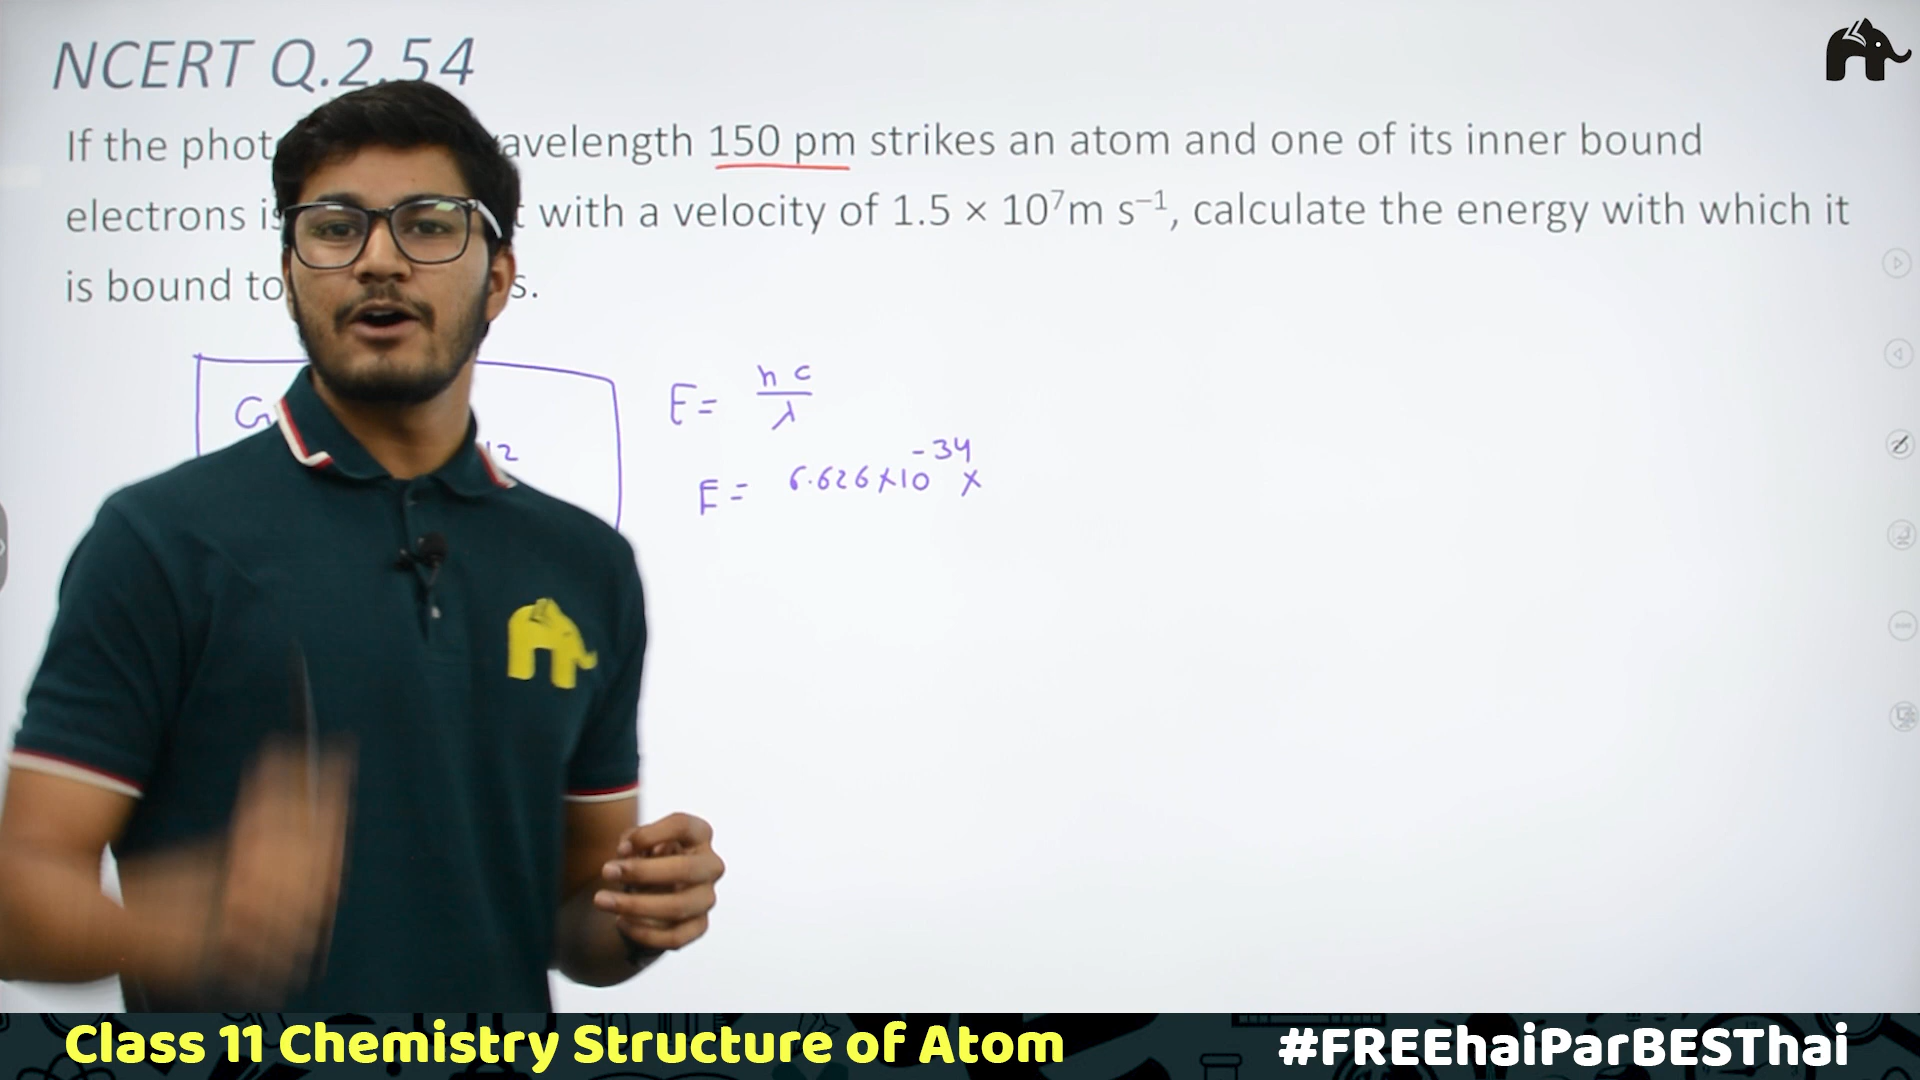 NCERT Q.2.54
If the phot avelength 150 pm strikes an atom and one of its inner bound
electrons is t with a velocity of 1.5 × 10⁷m s⁻¹, calculate the energy with which it
is bound to s.
E = hc/λ
12
E = 6.626×10⁻³⁴ ×
Class 11 Chemistry Structure of Atom
#FREEhaiParBESThai